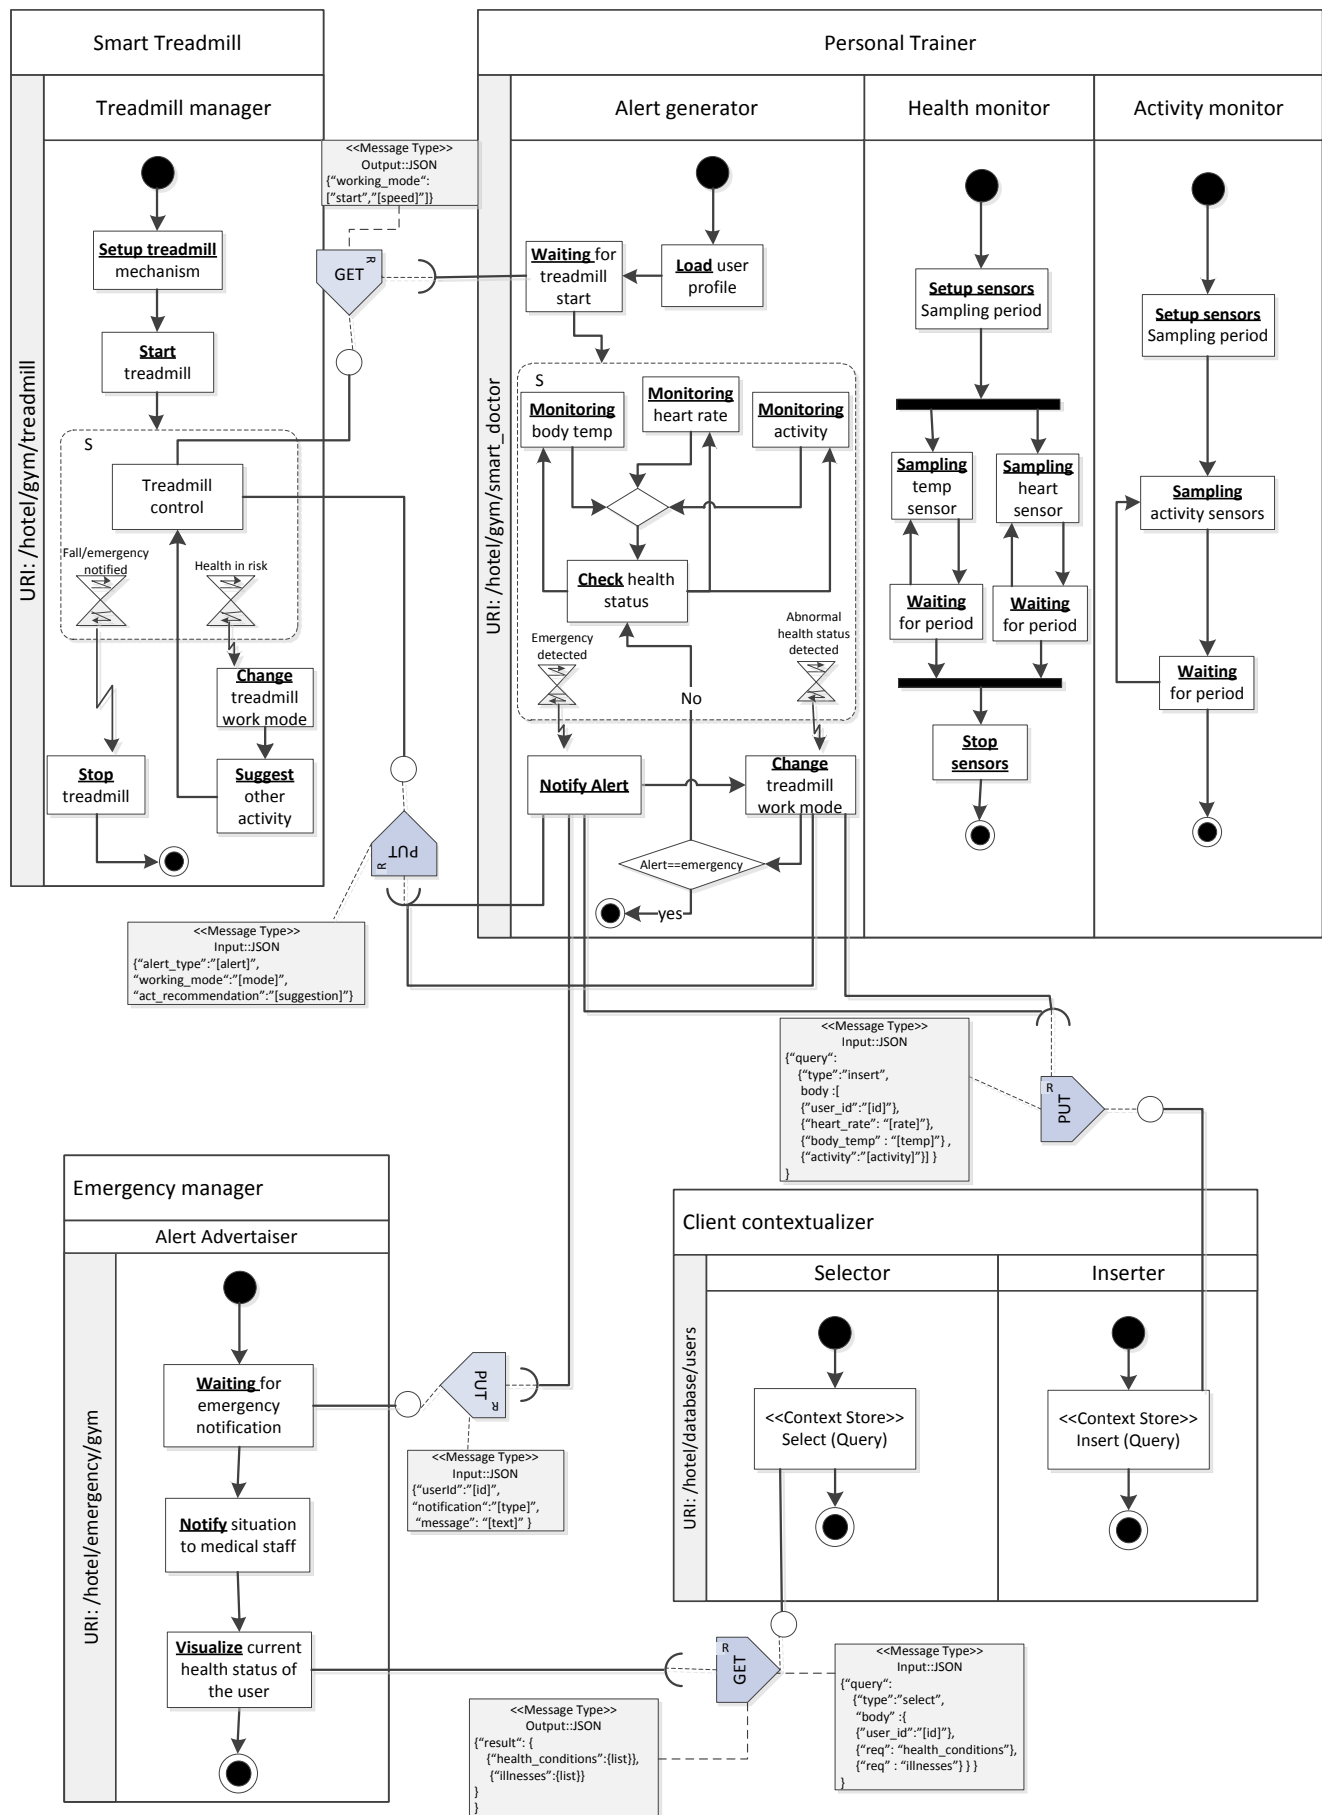 Smart Treadmill
Personal Trainer
URI: /hotel/gym/treadmill
Treadmill manager
<<Message Type>>
Output::JSON
{“working_mode“:
[”start”,”[speed]”]}
GET
R
Setup treadmill
mechanism
Start
treadmill
S
Treadmill
control
Fall/emergency
notified
Health in risk
Change
treadmill
work mode
Stop
treadmill
Suggest
other
activity
PUT
R
<<Message Type>>
Input::JSON
{“alert_type”:”[alert]”,
“working_mode“:”[mode]”,
“act_recommendation”:”[suggestion]”}
URI: /hotel/gym/smart_doctor
Alert generator
Health monitor
Activity monitor
Waiting for
treadmill
start
Load user
profile
S
Monitoring
body temp
Monitoring
heart rate
Monitoring
activity
Check health
status
Emergency
detected
Abnormal
health status
detected
No
Notify Alert
Change
treadmill
work mode
Alert==emergency
yes
Setup sensors
Sampling period
Sampling
temp
sensor
Sampling
heart
sensor
Waiting
for period
Waiting
for period
Stop
sensors
Setup sensors
Sampling period
Sampling
activity sensors
Waiting
for period
<<Message Type>>
Input::JSON
{“query“:
{“type”:”insert”,
body :[
{”user_id”:”[id]”},
{“heart_rate”: “[rate]”},
{“body_temp” : “[temp]”} ,
{“activity”:”[activity]”}] }
}
R
PUT
Emergency manager
Alert Advertaiser
URI: /hotel/emergency/gym
Waiting for
emergency
notification
Notify situation
to medical staff
Visualize current
health status of
the user
PUT
R
<<Message Type>>
Input::JSON
{”userId”:”[id]”,
“notification“:”[type]”,
“message”: “[text]” }
Client contextualizer
URI: /hotel/database/users
Selector
Inserter
<<Context Store>>
Select (Query)
<<Context Store>>
Insert (Query)
R
GET
<<Message Type>>
Output::JSON
{“result“: {
{“health_conditions”:{list}},
{“illnesses”:{list}}
}
}
<<Message Type>>
Input::JSON
{“query“:
{“type”:”select”,
“body” :{
{”user_id”:”[id]”},
{“req”: “health_conditions”},
{“req” : “illnesses”} } }
}